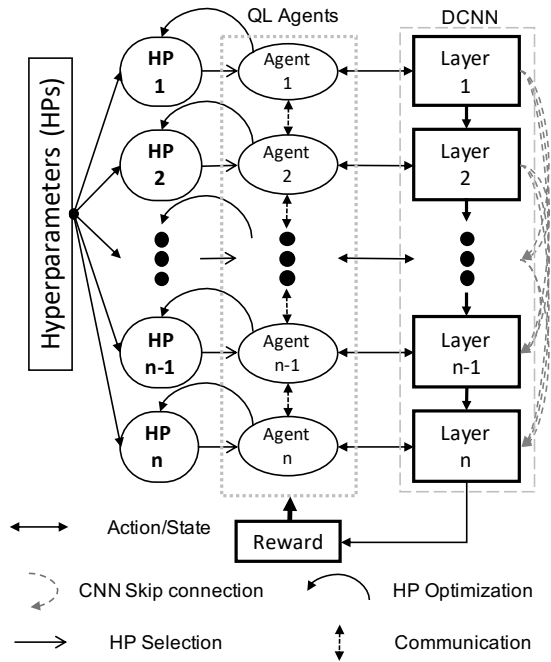 QL Agents
DCNN
Hyperparameters (HPs)
HP
1
Agent
1
Layer
1
HP
2
Agent
2
Layer
2
HP
n-1
Agent
n-1
Layer
n-1
HP
n
Agent
n
Layer
n
Action/State
Reward
CNN Skip connection
HP Optimization
HP Selection
Communication